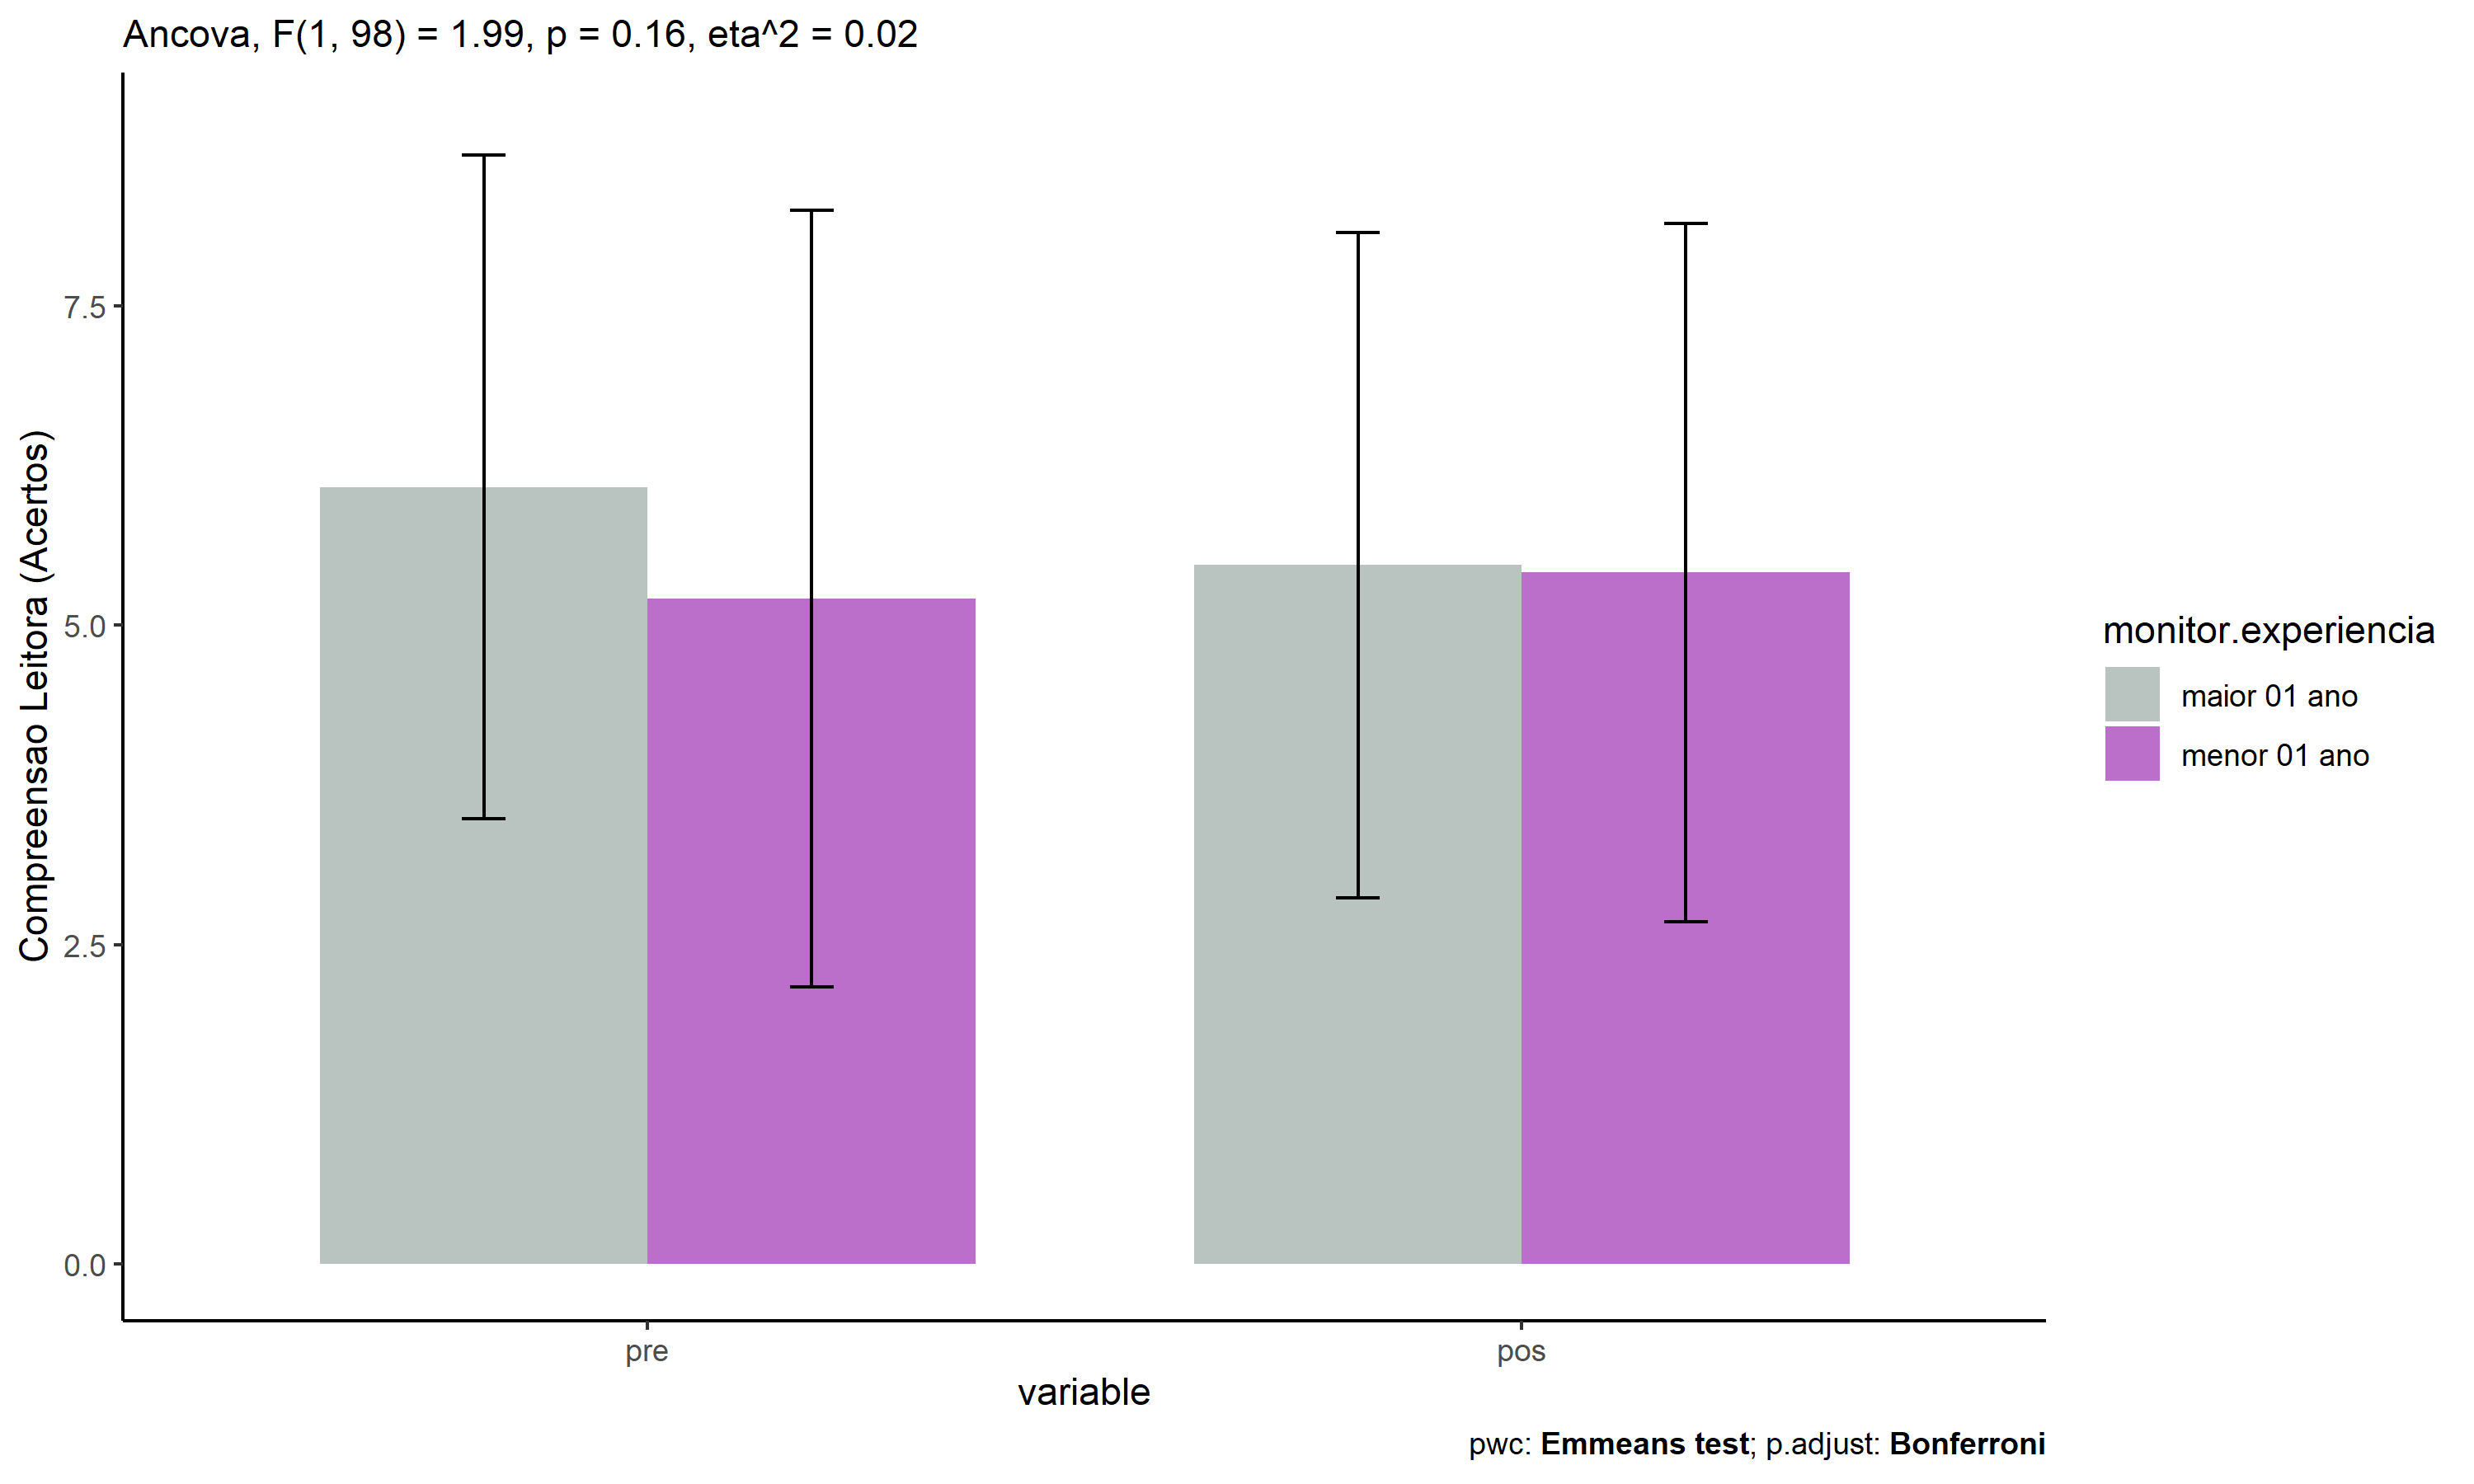 Ancova, F(1, 98) = 1.99, p = 0.16, eta^2 = 0.02
Compreensao Leitora (Acertos)
7.5
5.0
2.5
0.0
pre
pos
variable
monitor.experiencia
maior 01 ano
menor 01 ano
pwc: Emmeans test; p.adjust: Bonferroni